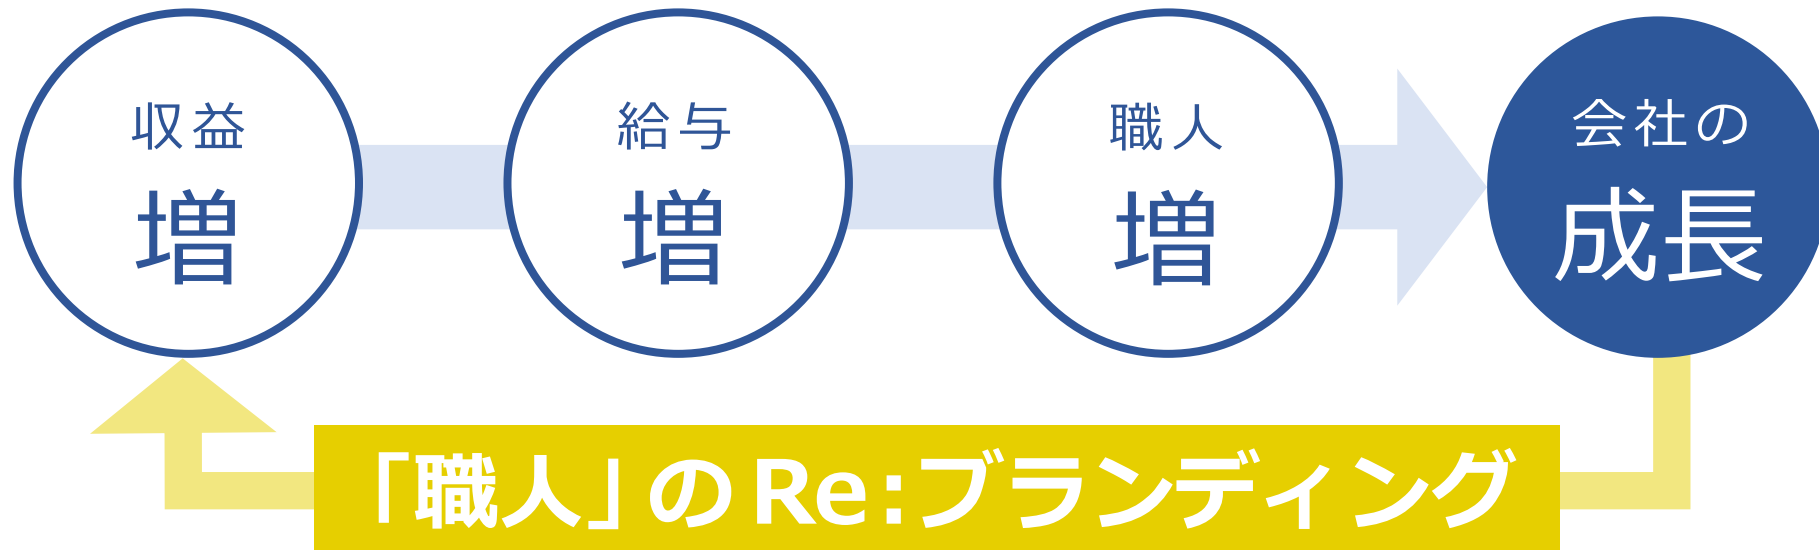 収益
増
給与
増
職人
増
会社の
成長
「職人」のRe:ブランディング